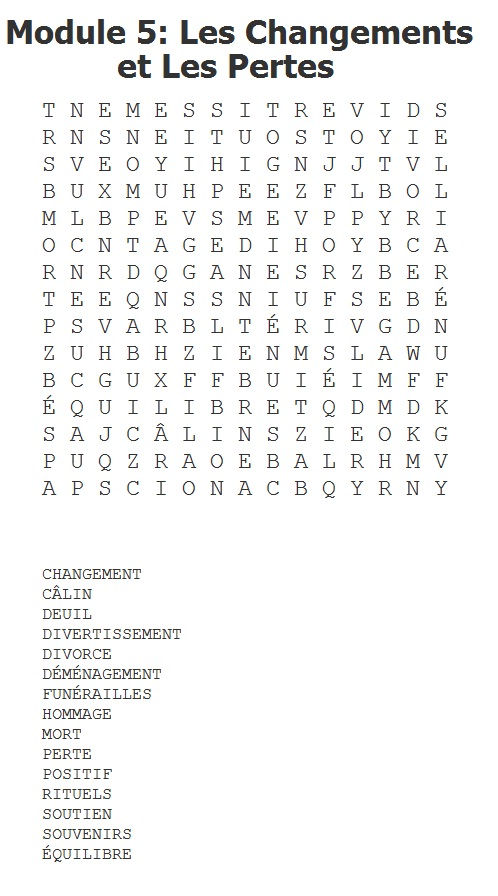 Module 5: Les Changements
et Les Pertes
T N E M E S S I T R E V I D S
R N S N E I T U O S T O Y I E
S V E O Y I H I G N J J T V L
B U X M U H P E E Z F L B O L
M L B P E V S M E V P P Y R I
O C N T A G E D I H O Y B C A
R N R D Q G A N E S R Z B E R
T E E Q N S S N I U F S E B É
P S V A R B L T É R I V G D N
Z U H B H Z I E N M S L A W U
B C G U X F F B U I É I M F F
É Q U I L I B R E T Q D M D K
S A J C Â L I N S Z I E O K G
P U Q Z R A O E B A L R H M V
A P S C I O N A C B Q Y R N Y
CHANGEMENT
CÂLIN
DEUIL
DIVERTISSEMENT
DIVORCE
DÉMÉNAGEMENT
FUNÉRAILLES
HOMMAGE
MORT
PERTE
POSITIF
RITUELS
SOUTIEN
SOUVENIRS
ÉQUILIBRE